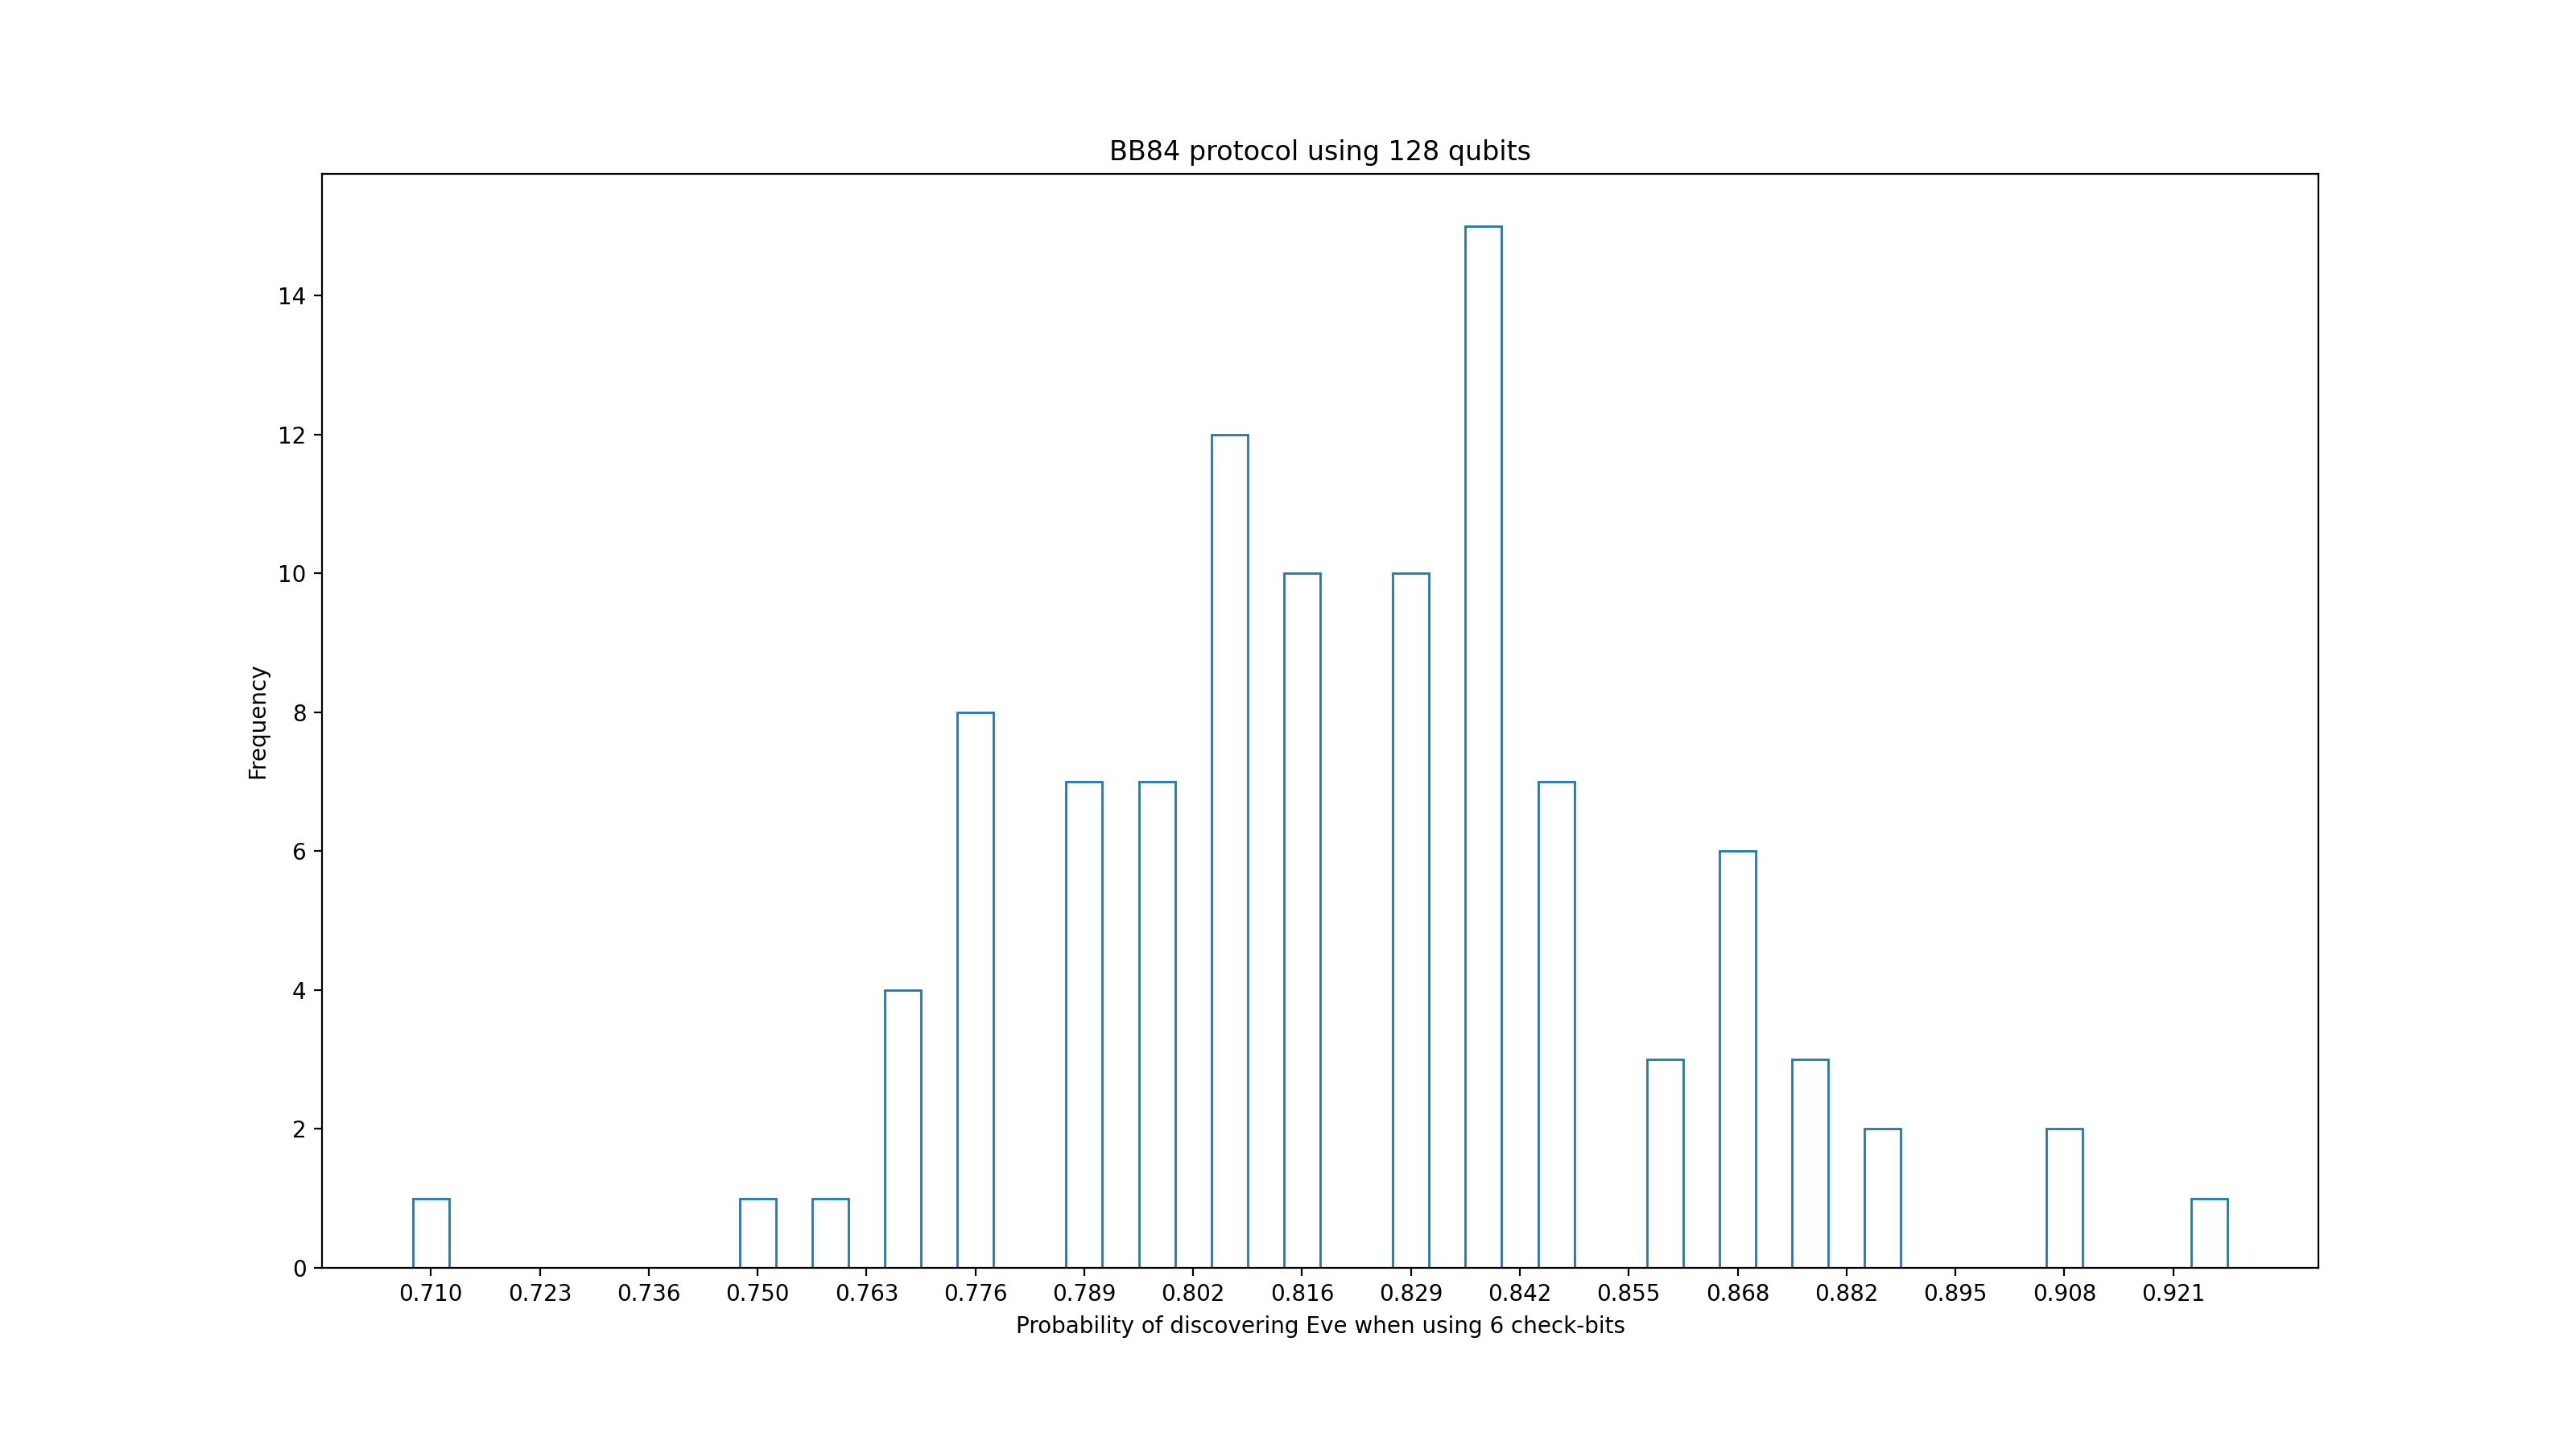 BB84 protocol using 128 qubits
14
12
10
8
6
4
2
0
Frequency
0.710 0.723 0.736 0.750 0.763 0.776 0.789 0.802 0.816 0.829 0.842 0.855 0.868 0.882 0.895 0.908 0.921
Probability of discovering Eve when using 6 check-bits